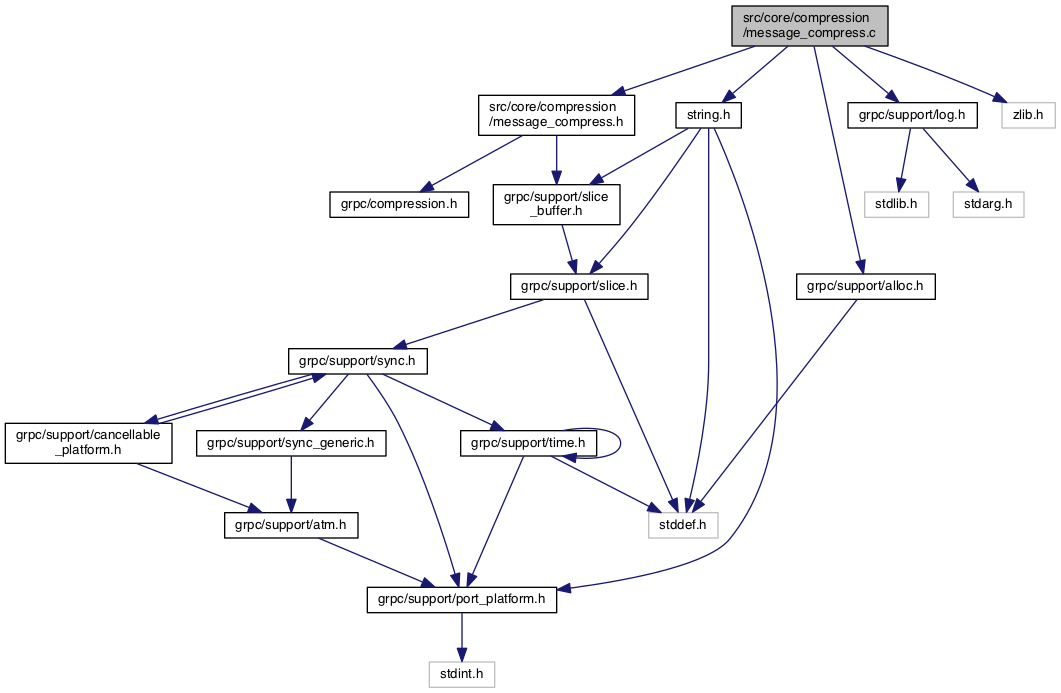 src/core/compression
/message_compress.c
src/core/compression
/message_compress.h
string.h
grpc/support/log.h
zlib.h
grpc/compression.h
grpc/support/slice
_buffer.h
stdlib.h
stdarg.h
grpc/support/slice.h
grpc/support/alloc.h
grpc/support/sync.h
grpc/support/cancellable
_platform.h
grpc/support/sync_generic.h
grpc/support/time.h
grpc/support/atm.h
stddef.h
grpc/support/port_platform.h
stdint.h